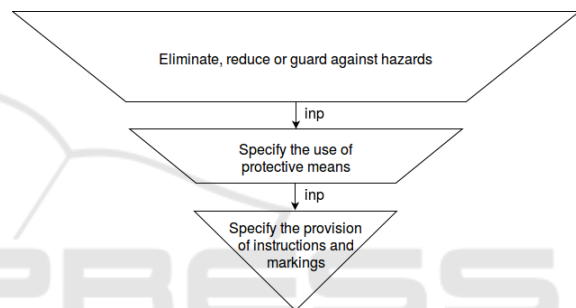 Eliminate, reduce or guard against hazards
inp
Specify the use of
protective means
inp
Specify the provision
of instructions and
markings
PRESS